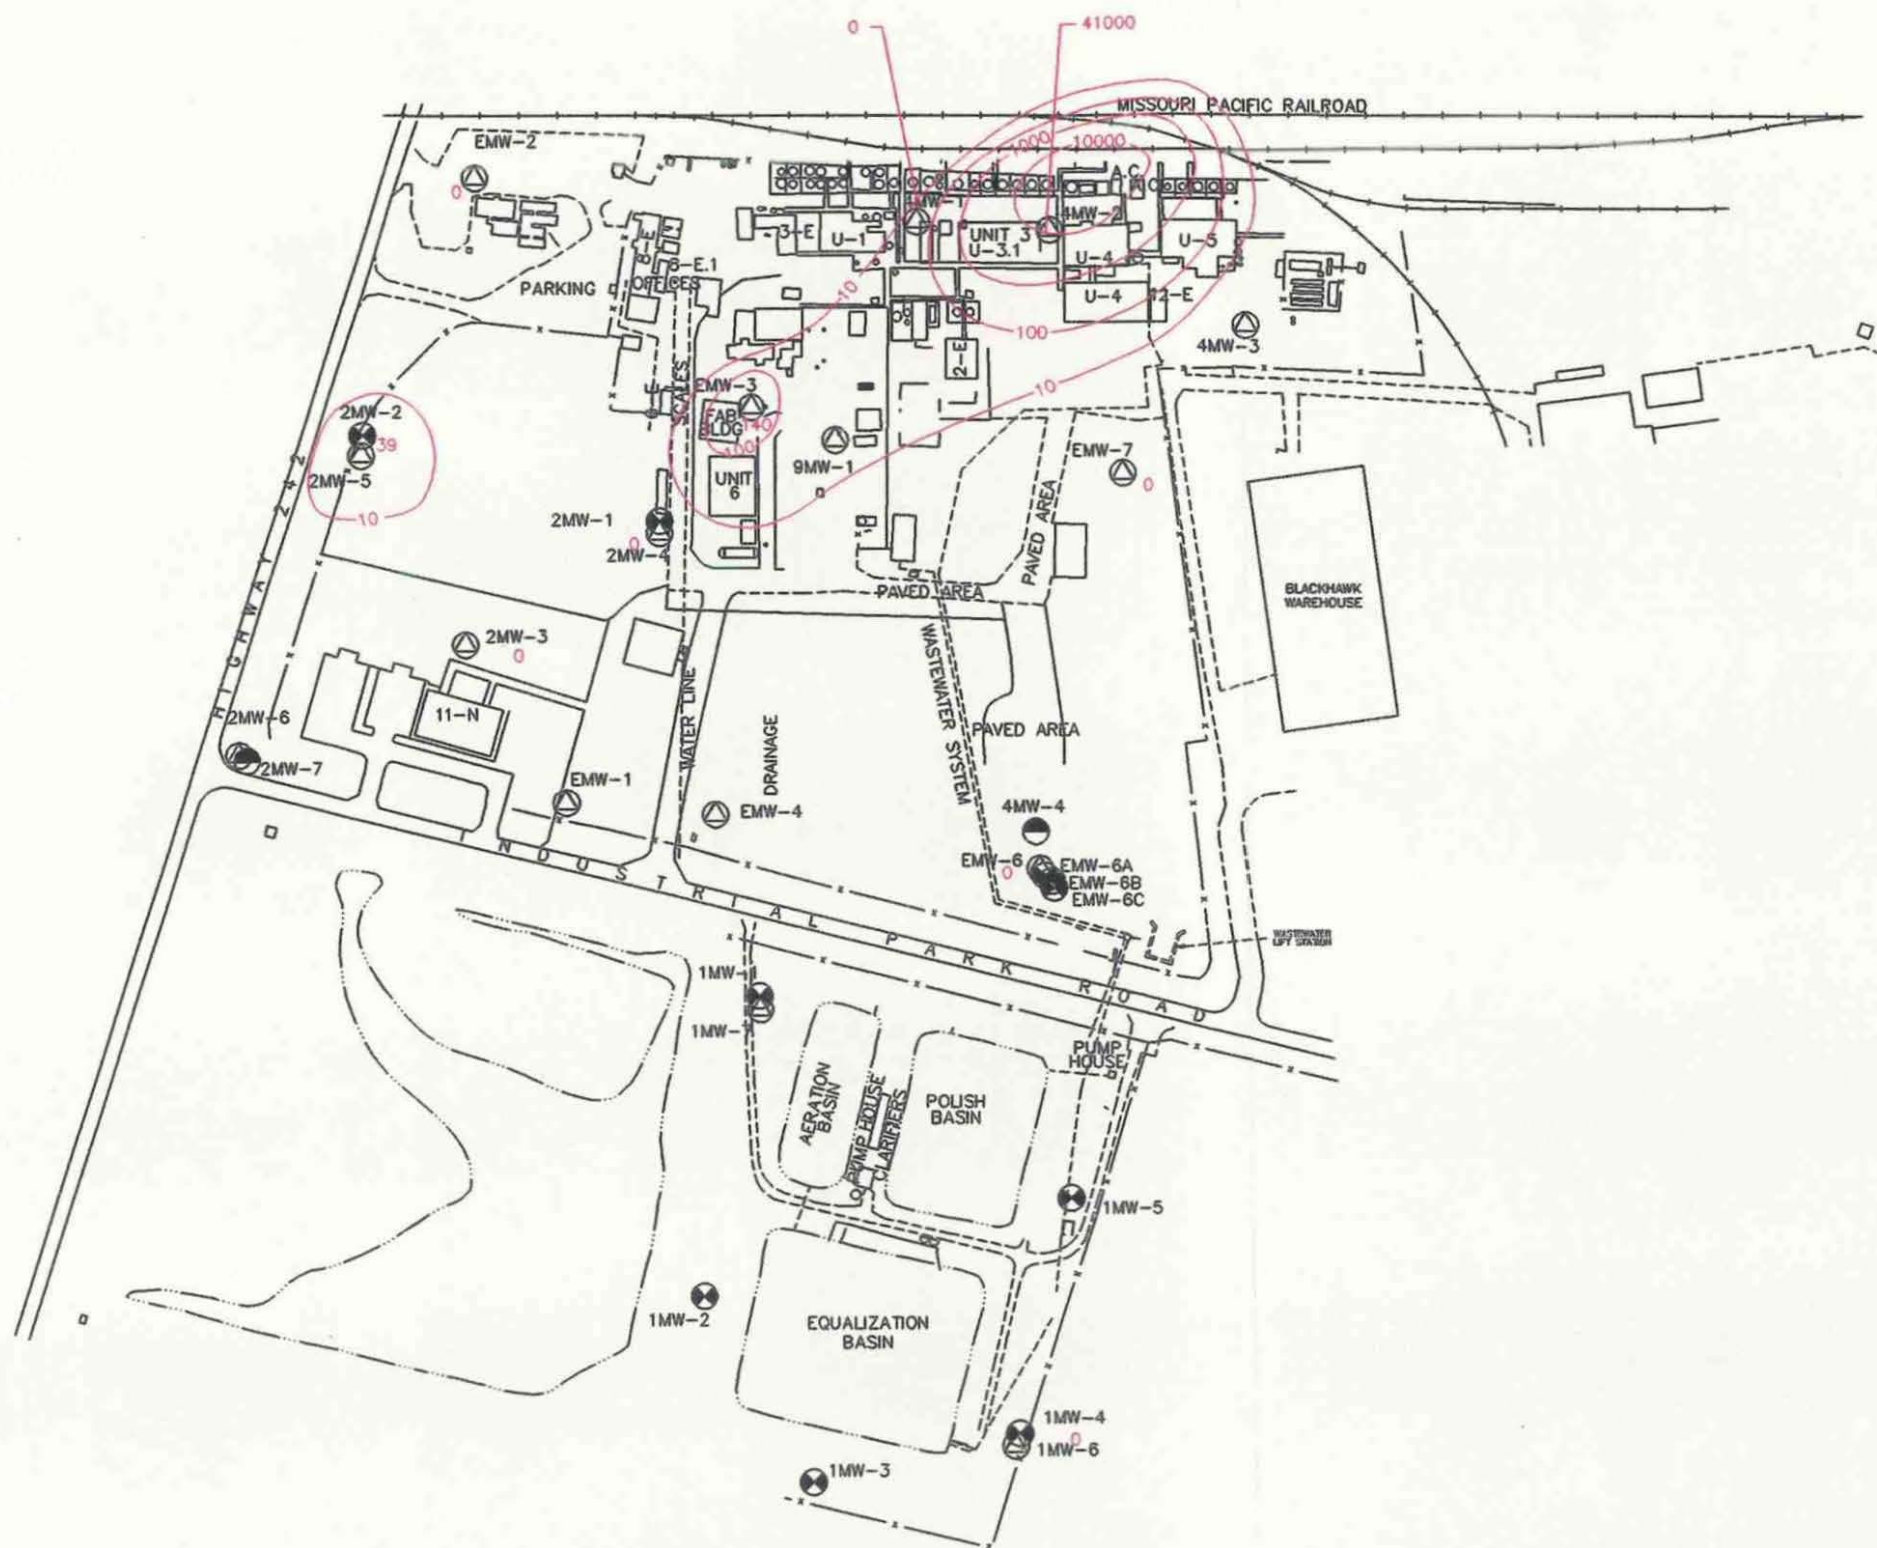 0
41000
MISSOURI PACIFIC RAILROAD
EMW-2
0
1000
10000
A.C.
4MW-2
3-E
U-1
UNIT 3
U-3.1
U-4
U-5
8-E
8-E.1
OFFICES
PARKING
10
U-4
12-E
100
4MW-3
2-E
SCALES
EMW-3
10
FAB
BLDG
140
100
2MW-2
39
2MW-5
10
9MW-1
EMW-7
0
UNIT
6
2MW-1
0
2MW-4
PAVED AREA
PAVED AREA
BLACKHAWK
WAREHOUSE
HIGHWAY 242
2MW-3
0
WATER LINE
WASTEWATER SYSTEM
11-N
2MW-6
2MW-7
DRAINAGE
PAVED AREA
EMW-1
EMW-4
4MW-4
EMW-6
0
EMW-6A
EMW-6B
EMW-6C
INDUSTRIAL PARK ROAD
WASTEWATER
LIFT STATION
PUMP
HOUSE
AERATION
BASIN
PUMP HOUSE
CLARIFIERS
POLISH
BASIN
1MW-5
1MW-2
EQUALIZATION
BASIN
1MW-4
0
1MW-6
1MW-3